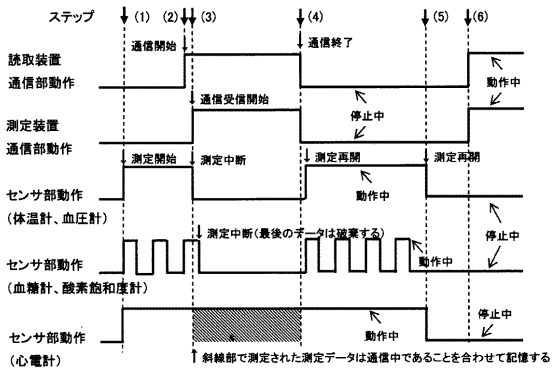 ステップ
(1)
(2)
(3)
(4)
(5)
(6)
通信開始
通信終了
読取装置
通信部動作
動作中
停止中
通信受信開始
測定装置
通信部動作
測定開始
測定中断
測定再開
測定再開
センサ部動作
(体温計、血圧計)
動作中
停止中
測定中断(最後のデータは破棄する)
センサ部動作
(血糖計、酸素飽和度計)
動作中
センサ部動作
(心電計)
動作中
停止中
斜線部で測定された測定データは通信中であることを合わせて記憶する